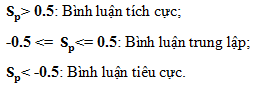 Sp> 0.5: Bình luận tích cực;
-0.5 <= Sp<= 0.5: Bình luận trung lập;
Sp< -0.5: Bình luận tiêu cực.